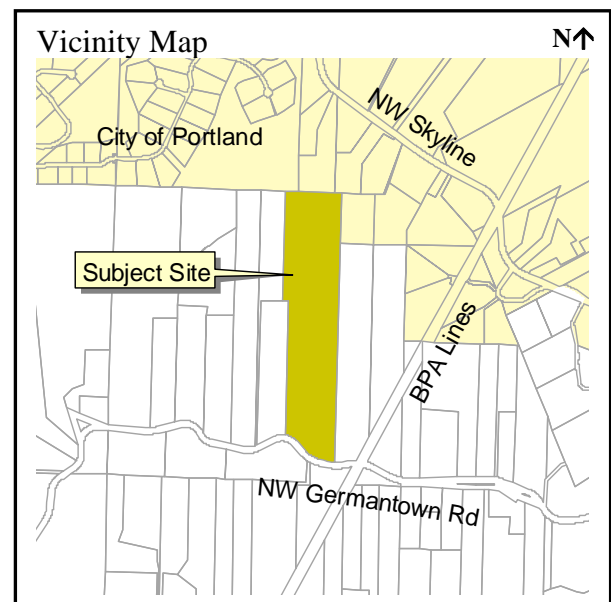 Vicinity Map
N↑
City of Portland
NW Skyline
Subject Site
BPA Lines
NW Germantown Rd